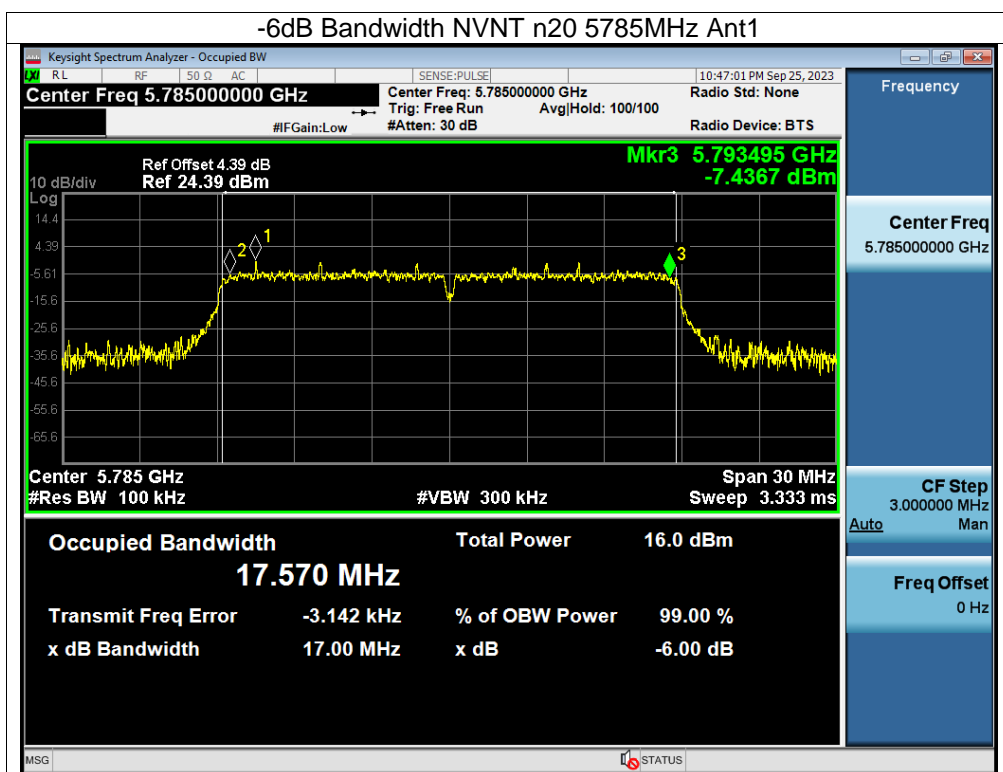 -6dB Bandwidth NVNT n20 5785MHz Ant1
Keysight Spectrum Analyzer - Occupied BW
LXI RL RF 50 Ω AC SENSE:PULSE 10:47:01 PM Sep 25, 2023
Center Freq 5.785000000 GHz
Center Freq: 5.785000000 GHz
Radio Std: None
Trig: Free Run Avg|Hold: 100/100
#IFGain:Low
#Atten: 30 dB
Radio Device: BTS
Frequency
Ref Offset 4.39 dB
Mkr3 5.793495 GHz
10 dB/div Ref 24.39 dBm
-7.4367 dBm
Log
14.4
4.39
-5.61
-15.6
-25.6
-35.6
-45.6
-55.6
-65.6
1
2
3
Center 5.785 GHz
Span 30 MHz
#Res BW 100 kHz
#VBW 300 kHz
Sweep 3.333 ms
Occupied Bandwidth
17.570 MHz
Total Power 16.0 dBm
Transmit Freq Error -3.142 kHz
% of OBW Power 99.00 %
x dB Bandwidth 17.00 MHz
x dB -6.00 dB
Center Freq
5.785000000 GHz
CF Step
3.000000 MHz
Auto Man
Freq Offset
0 Hz
MSG
STATUS